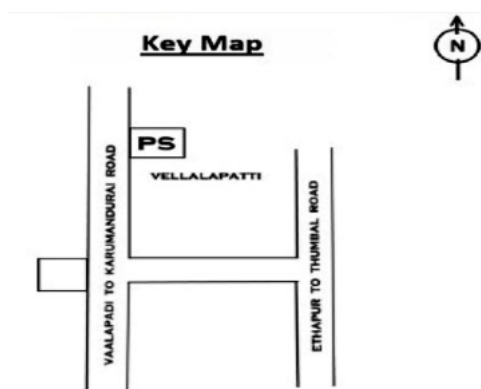 Key Map
N
PS
VELLALAPATTI
VAALAPADI TO KARUMANDURAI ROAD
ETHAPUR TO THUMBAL ROAD